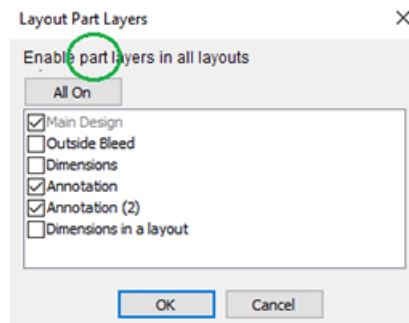 Layout Part Layers
Enable part layers in all layouts
All On
Main Design
Outside Bleed
Dimensions
Annotation
Annotation (2)
Dimensions in a layout
OK Cancel